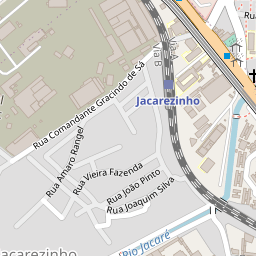 Via A
Via B
Rua Comandante Gracindo de Sá
Jacarezinho
Rua Amaro Rangel
Rua Vieira Fazenda
Rua João Pinto
Rua Joaquim Silva
Rio Jacaré
acarezinho